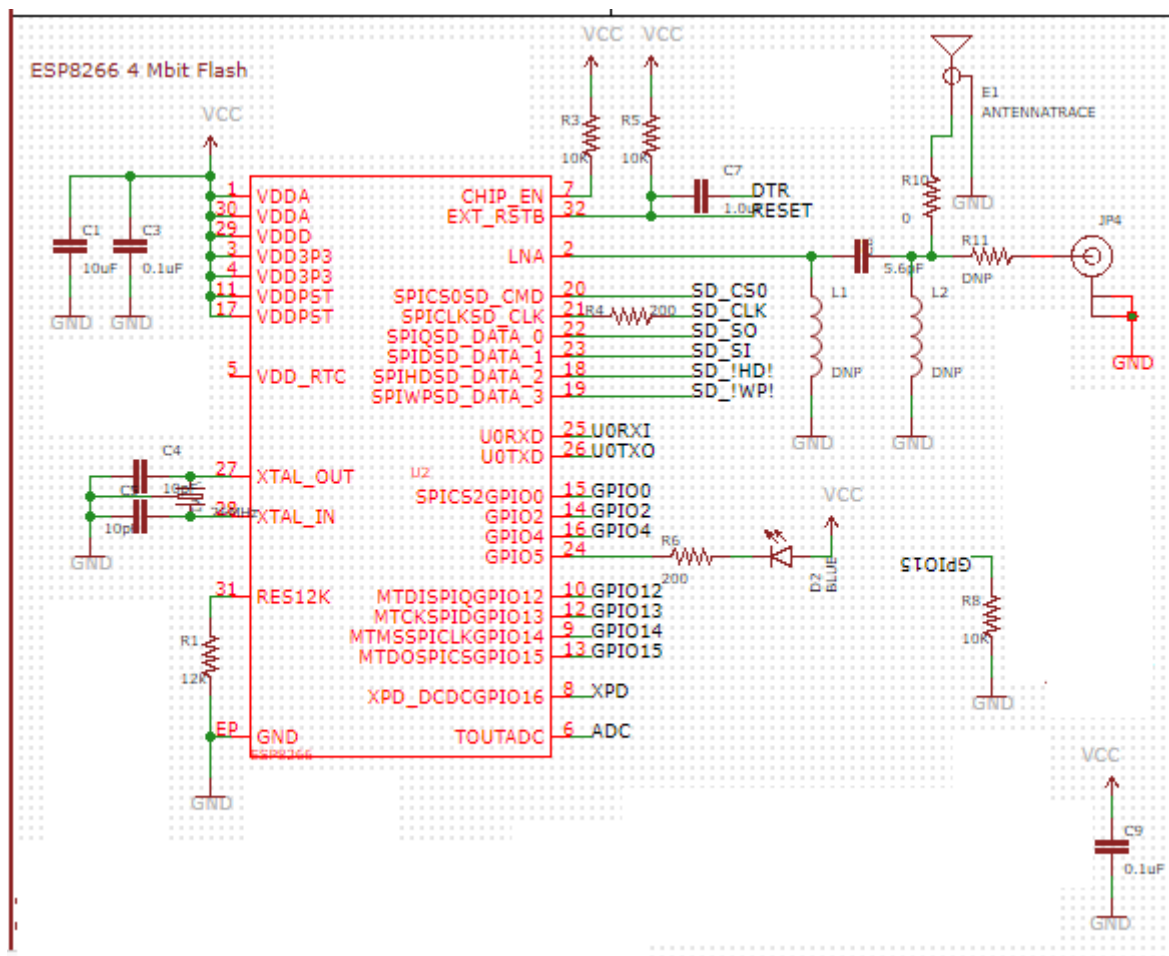 ESP8266 4 Mbit Flash
VCC
VCC
VCC
R3
10K
R5
10K
C7
1.0u
DTR
RESET
E1
ANTENNATRACE
R10
0
GND
JP4
R11
DNP
GND
C1
10uF
C3
0.1uF
GND
GND
1 VDDA
30 VDDA
29 VDDD
3 VDD3P3
4 VDD3P3
11 VDDPST
17 VDDPST
5 VDD_RTC
27 XTAL_OUT
28 XTAL_IN
31 RES12K
EP GND
ESP8266
U2
CHIP_EN 7
EXT_RSTB 32
LNA 2
SPICS0SD_CMD 20 SD_CS0
SPICLKSD_CLK 21 R4 200 SD_CLK
SPIQSD_DATA_0 22 SD_SO
SPIDSD_DATA_1 23 SD_SI
SPIHDSD_DATA_2 18 SD_!HD!
SPIWPSD_DATA_3 19 SD_!WP!
U0RXD 25 U0RXI
U0TXD 26 U0TXO
SPICS2GPIO0 15 GPIO0
GPIO2 14 GPIO2
GPIO4 16 GPIO4
GPIO5 24
MTDISPIQGPIO12 10 GPIO12
MTCKSPIDGPIO13 12 GPIO13
MTMSSPICLKGPIO14 9 GPIO14
MTDOSPICSGPIO15 13 GPIO15
XPD_DCDCGPIO16 8 XPD
TOUTADC 6 ADC
5.6pF
L1
DNP
GND
L2
DNP
GND
C4
10pF
10pF
GND
R1
12k
GND
R6
200
D2
BLUE
VCC
GPIO15
R8
10K
GND
VCC
C9
0.1uF
GND